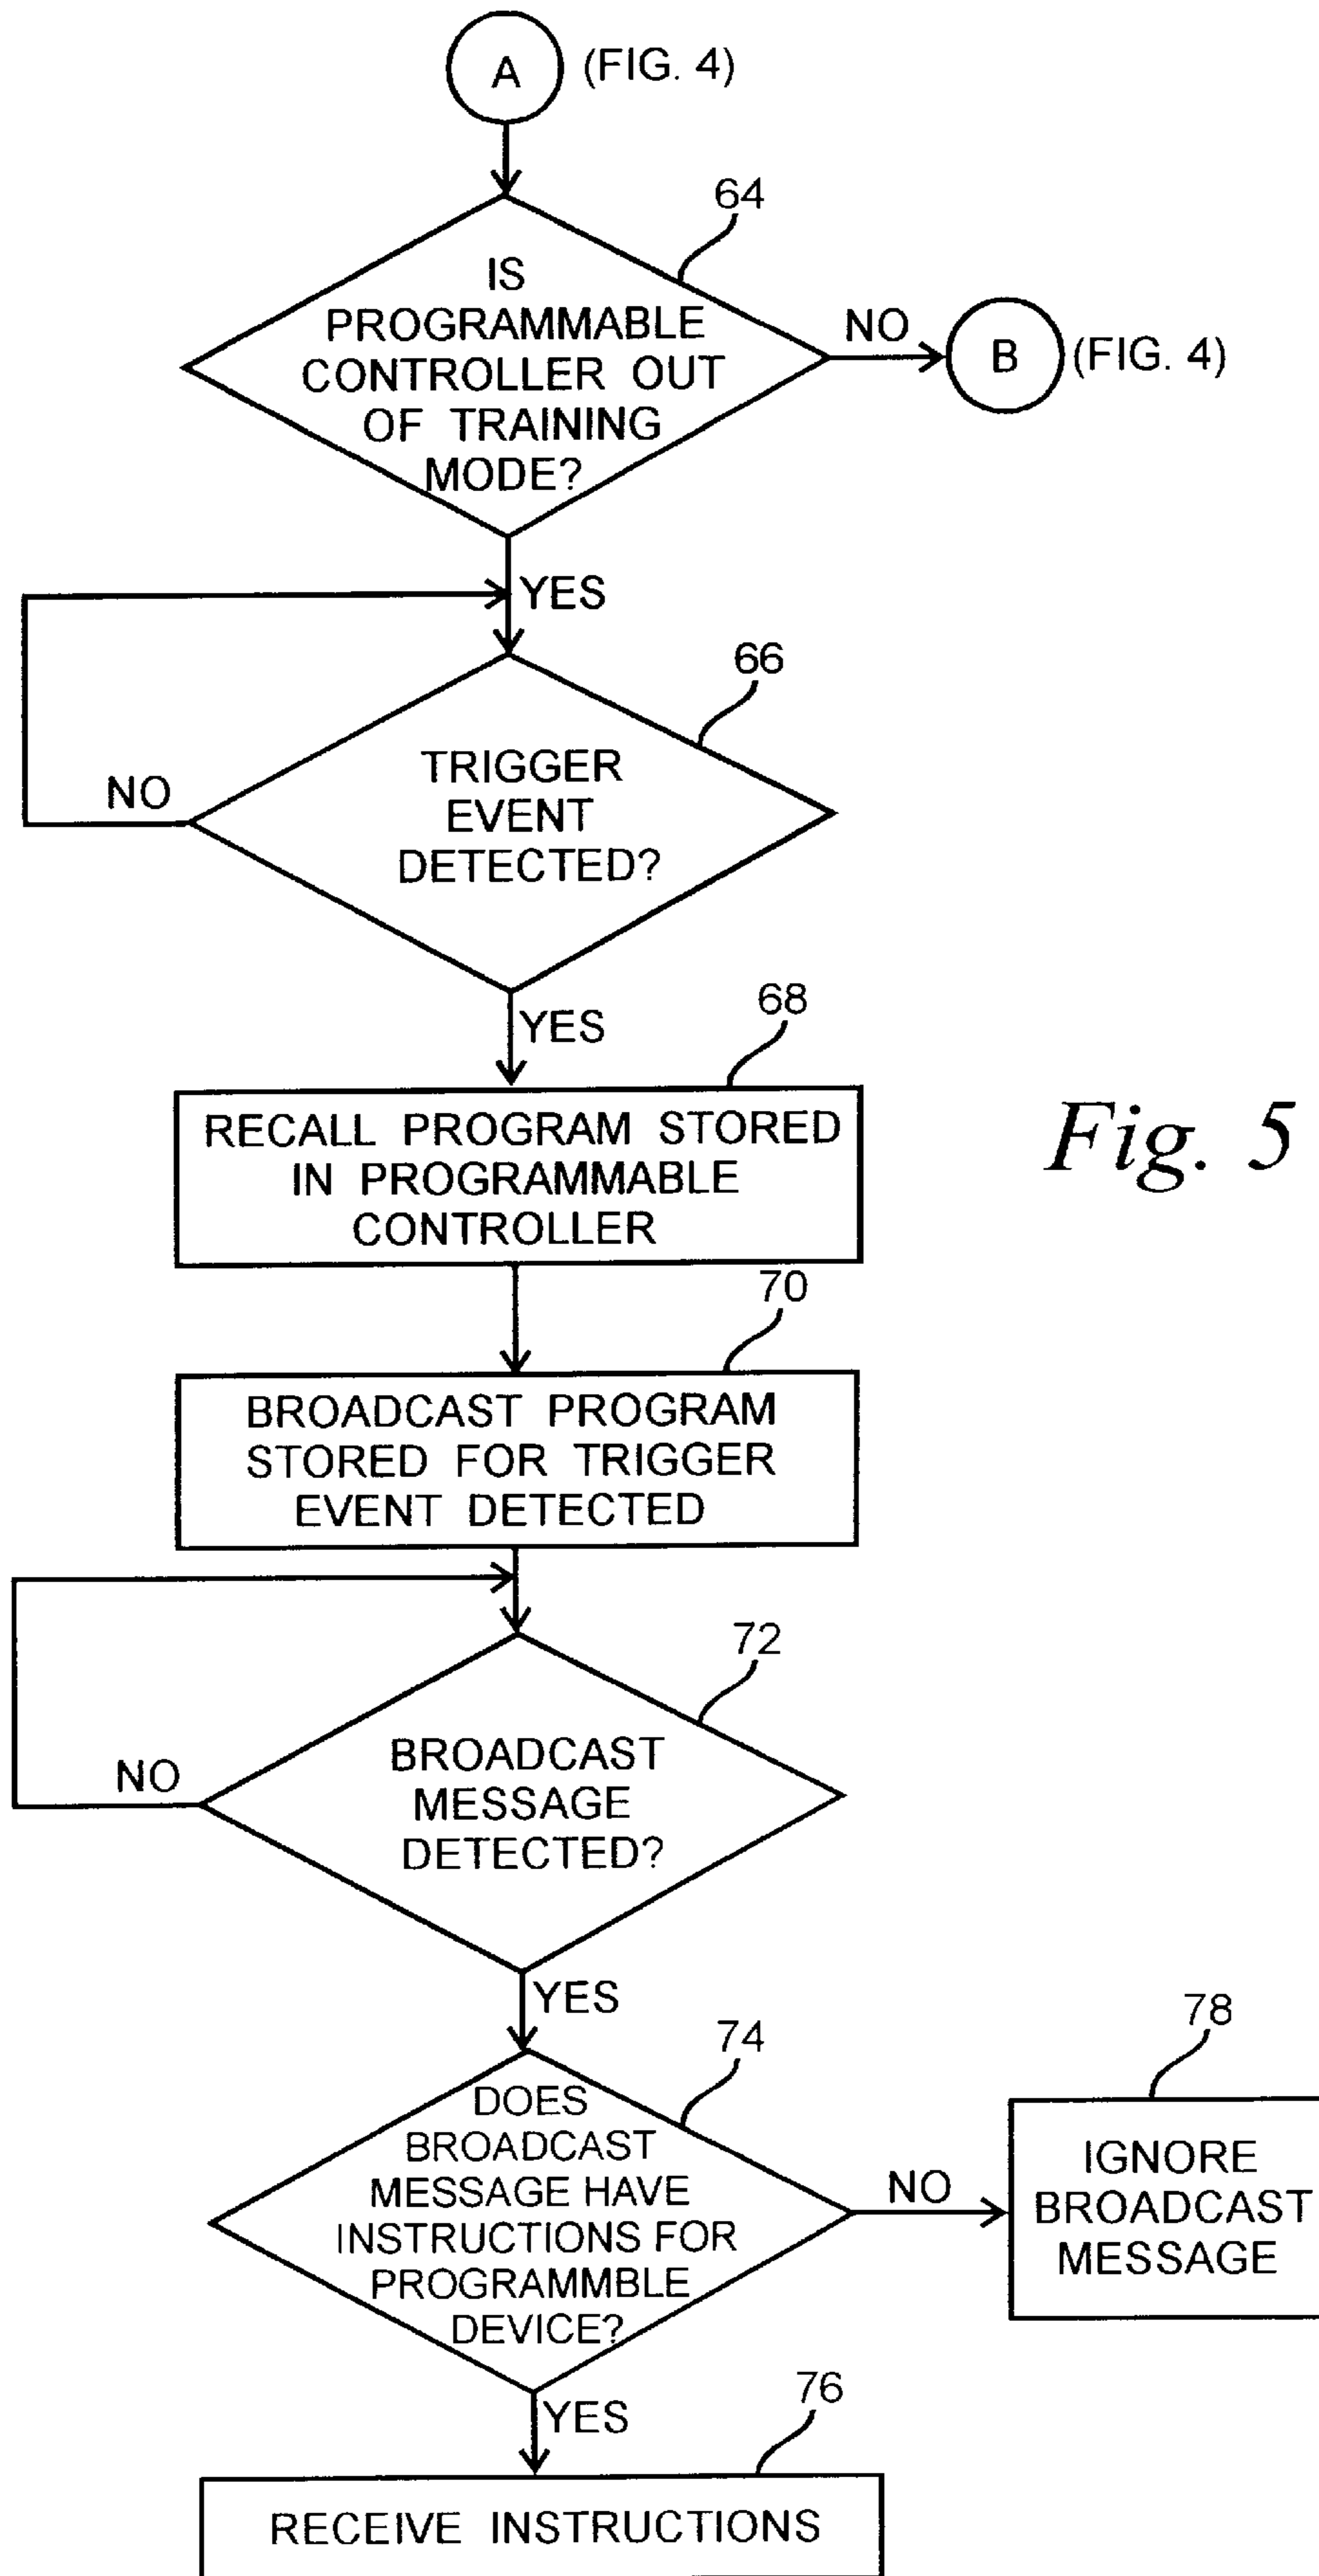 A (FIG. 4)
64
IS
PROGRAMMABLE
CONTROLLER OUT
OF TRAINING
MODE?
NO
B (FIG. 4)
YES
66
TRIGGER
EVENT
DETECTED?
NO
YES
68
RECALL PROGRAM STORED
IN PROGRAMMABLE
CONTROLLER
Fig. 5
70
BROADCAST PROGRAM
STORED FOR TRIGGER
EVENT DETECTED
72
BROADCAST
MESSAGE
DETECTED?
NO
YES
74
DOES
BROADCAST
MESSAGE HAVE
INSTRUCTIONS FOR
PROGRAMMBLE
DEVICE?
NO
78
IGNORE
BROADCAST
MESSAGE
YES
76
RECEIVE INSTRUCTIONS